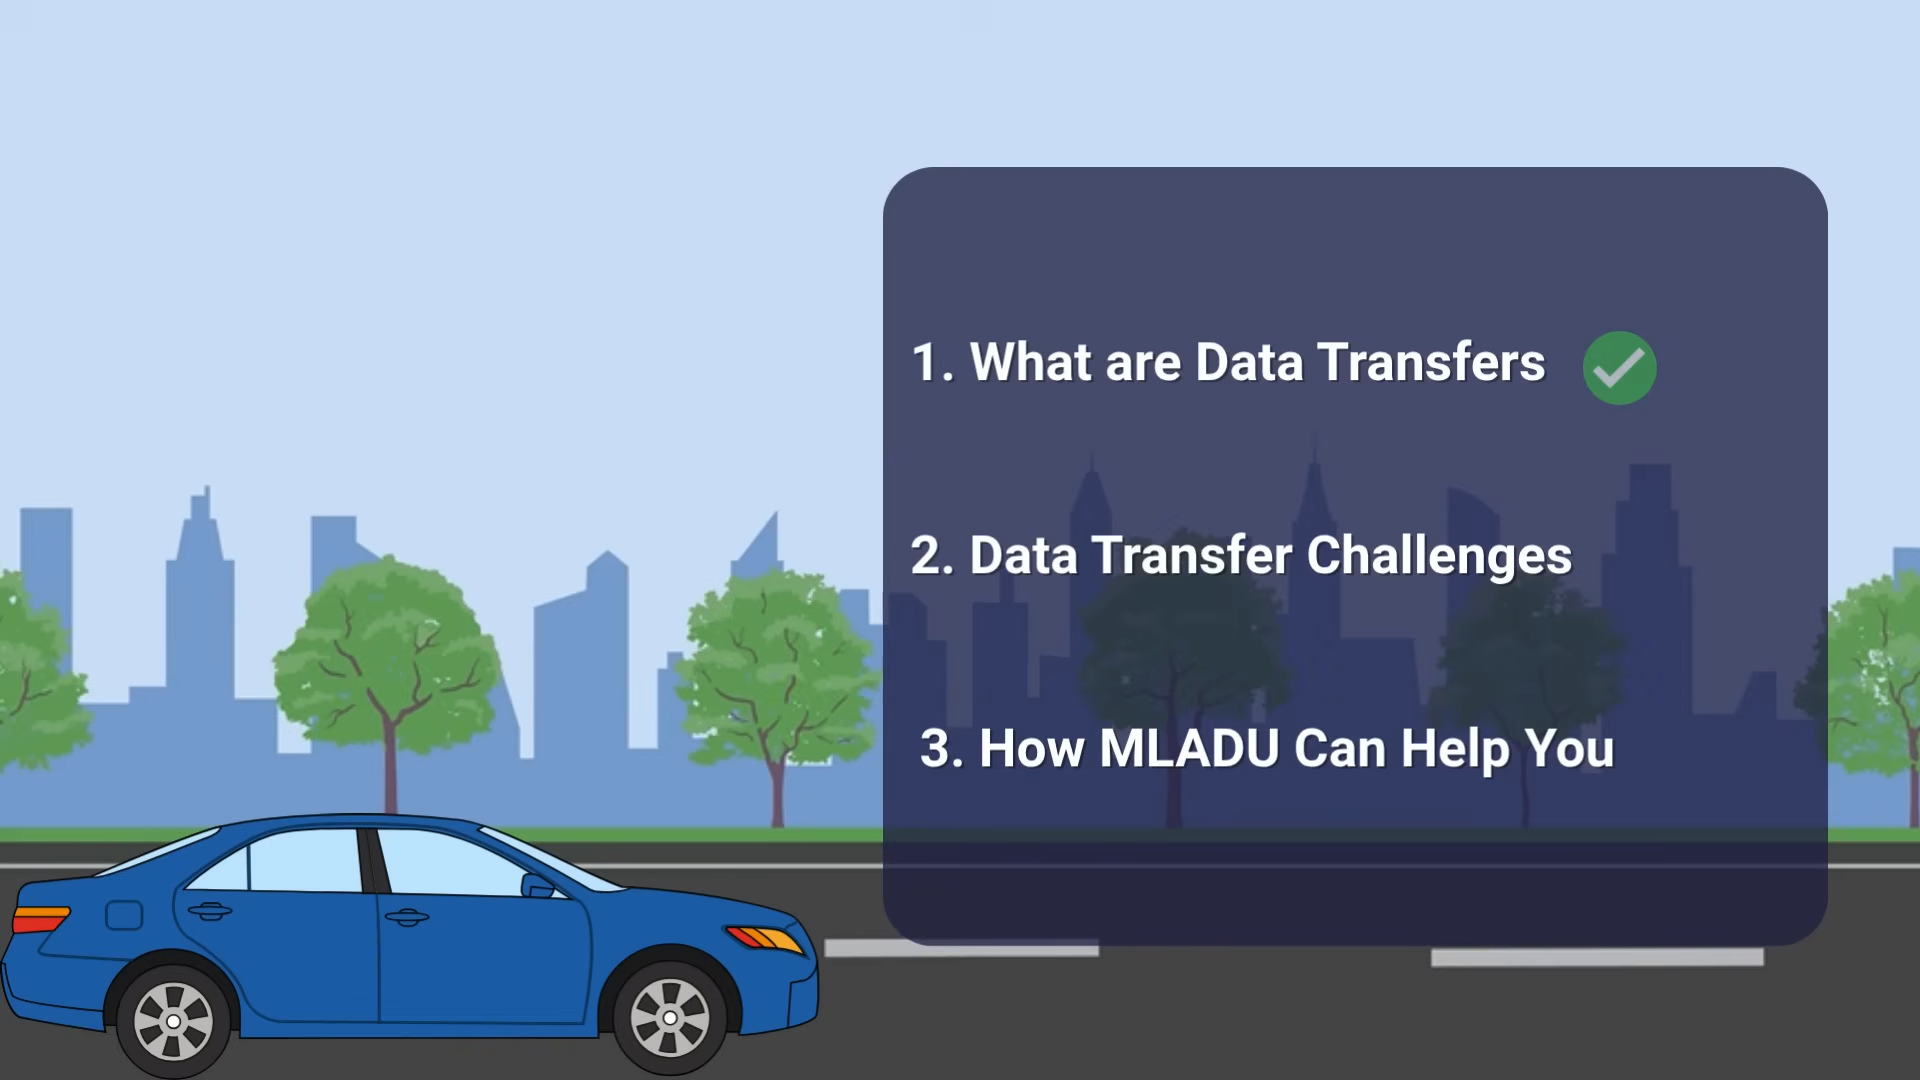 1. What are Data Transfers
2. Data Transfer Challenges
3. How MLADU Can Help You